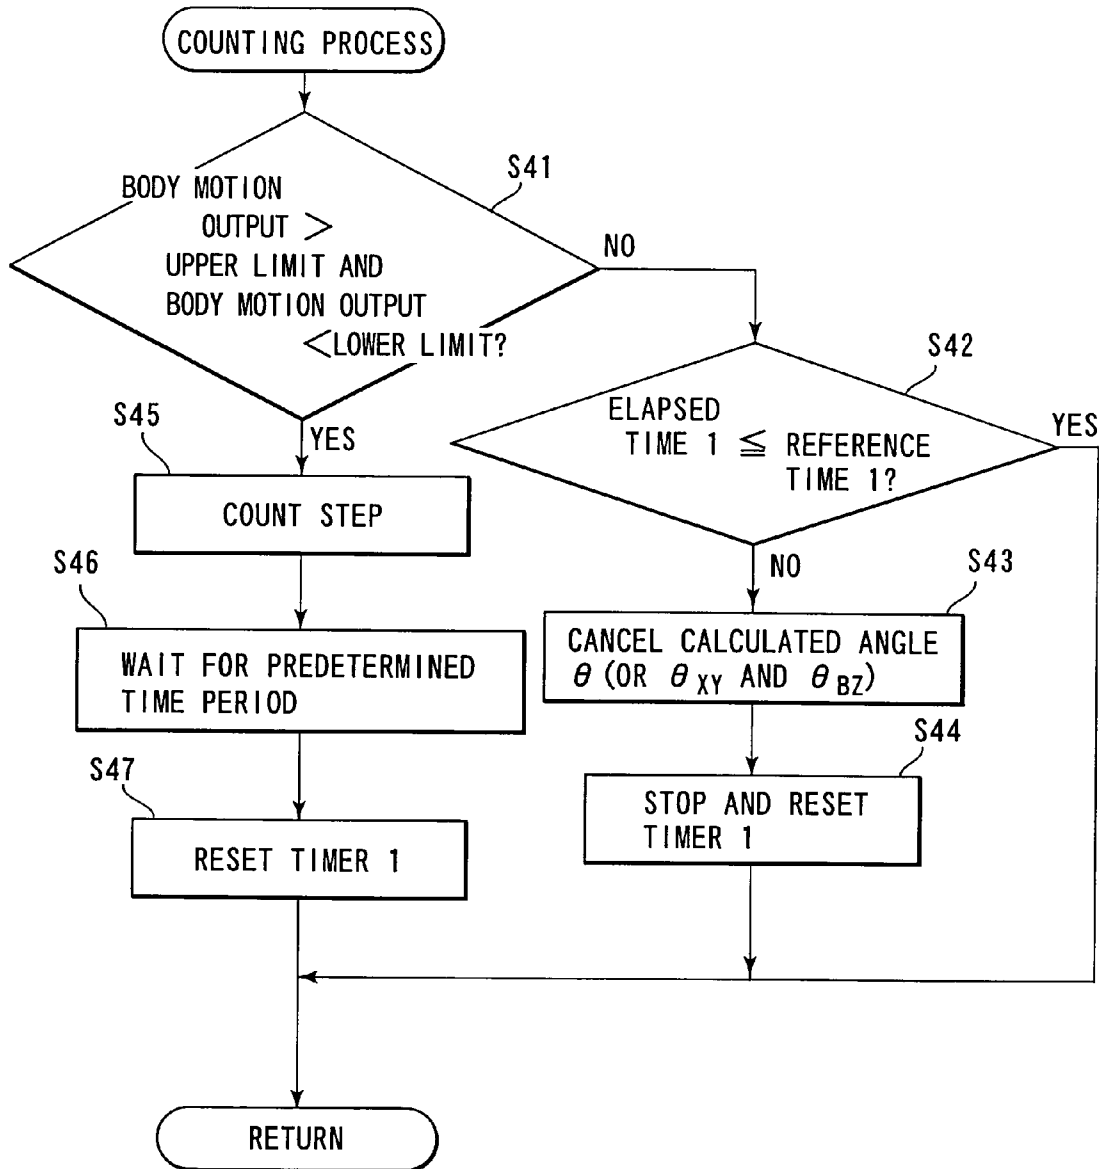 COUNTING PROCESS
S41
BODY MOTION
OUTPUT >
UPPER LIMIT AND
BODY MOTION OUTPUT
<LOWER LIMIT?
NO
YES
S42
ELAPSED
TIME 1 ≦ REFERENCE
TIME 1?
YES
NO
S45
COUNT STEP
S46
WAIT FOR PREDETERMINED
TIME PERIOD
S47
RESET TIMER 1
S43
CANCEL CALCULATED ANGLE
θ (OR θXY AND θBZ)
S44
STOP AND RESET
TIMER 1
RETURN